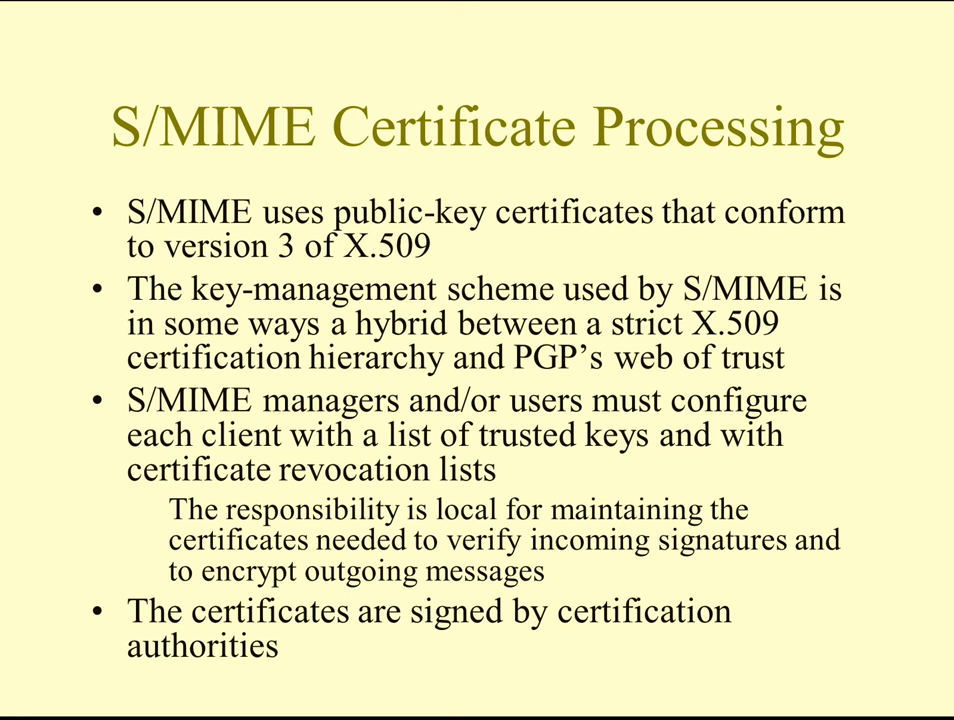 S/MIME Certificate Processing
• S/MIME uses public-key certificates that conform
to version 3 of X.509
• The key-management scheme used by S/MIME is
in some ways a hybrid between a strict X.509
certification hierarchy and PGP’s web of trust
• S/MIME managers and/or users must configure
each client with a list of trusted keys and with
certificate revocation lists
The responsibility is local for maintaining the
certificates needed to verify incoming signatures and
to encrypt outgoing messages
• The certificates are signed by certification
authorities